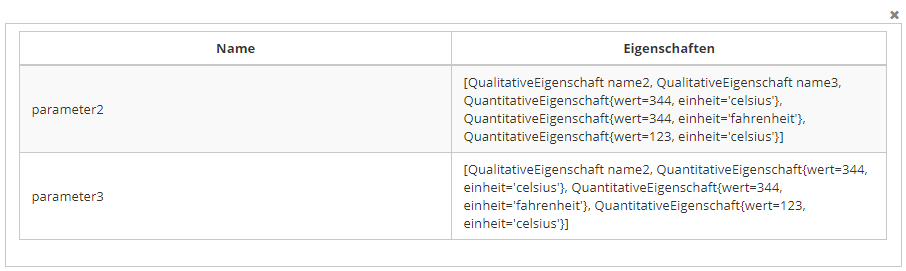 Name Eigenschaften
parameter2
[QualitativeEigenschaft name2, QualitativeEigenschaft name3,
QuantitativeEigenschaft{wert=344, einheit='celsius'},
QuantitativeEigenschaft{wert=344, einheit='fahrenheit'},
QuantitativeEigenschaft{wert=123, einheit='celsius'}]
parameter3
[QualitativeEigenschaft name2, QuantitativeEigenschaft{wert=344,
einheit='celsius'}, QuantitativeEigenschaft{wert=344,
einheit='fahrenheit'}, QuantitativeEigenschaft{wert=123,
einheit='celsius'}]